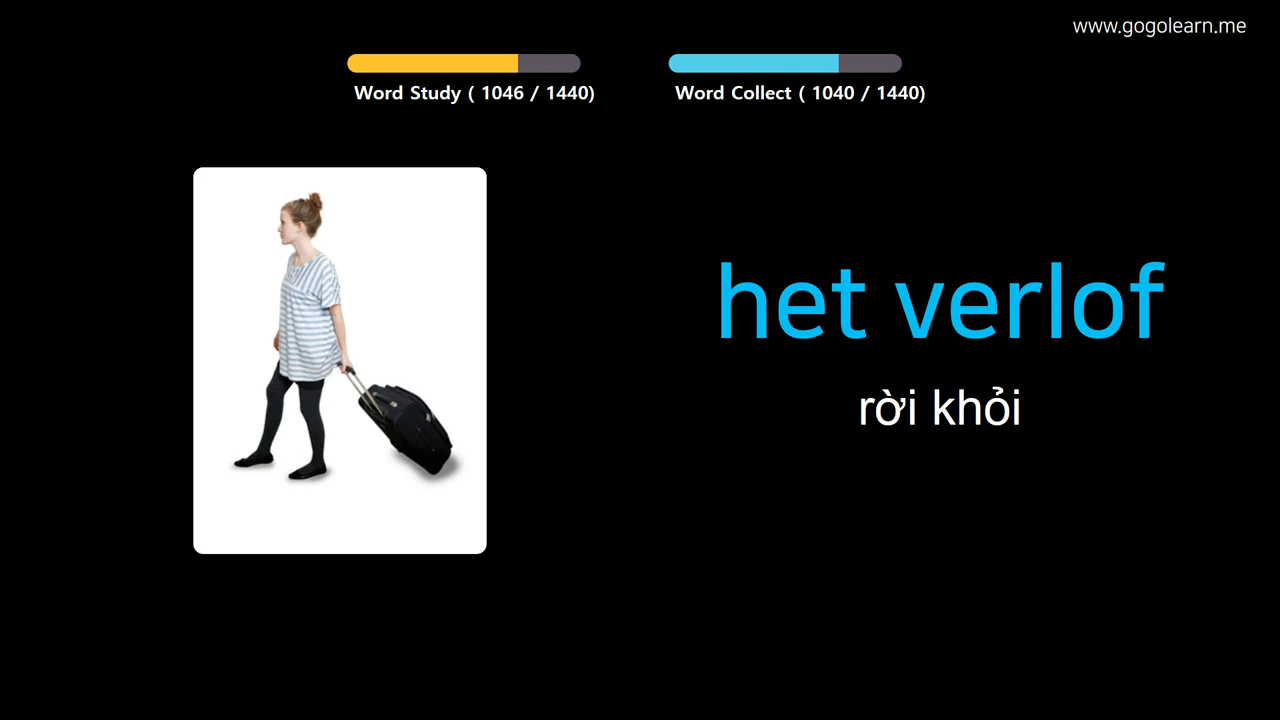 www.gogolearn.me
Word Study ( 1046 / 1440)
Word Collect ( 1040 / 1440)
het verlof
rời khỏi